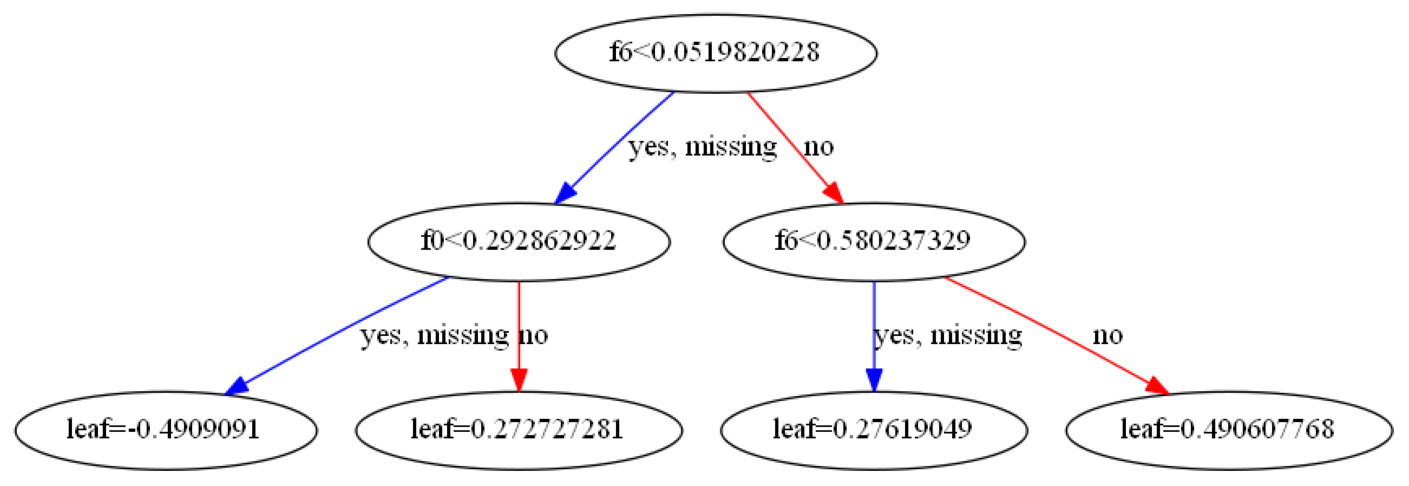 f6<0.0519820228
yes, missing
no
f0<0.292862922
f6<0.580237329
yes, missing
no
yes, missing
no
leaf=-0.4909091
leaf=0.272727281
leaf=0.27619049
leaf=0.490607768